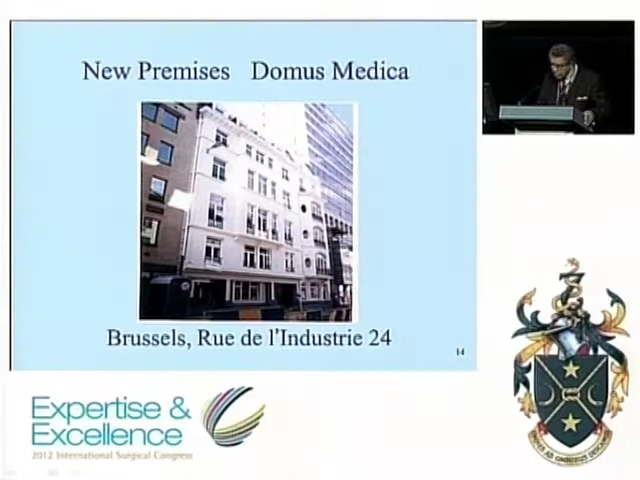 New Premises Domus Medica
Brussels, Rue de l'Industrie 24
14
Expertise &
Excellence
2012 International Surgical Congress